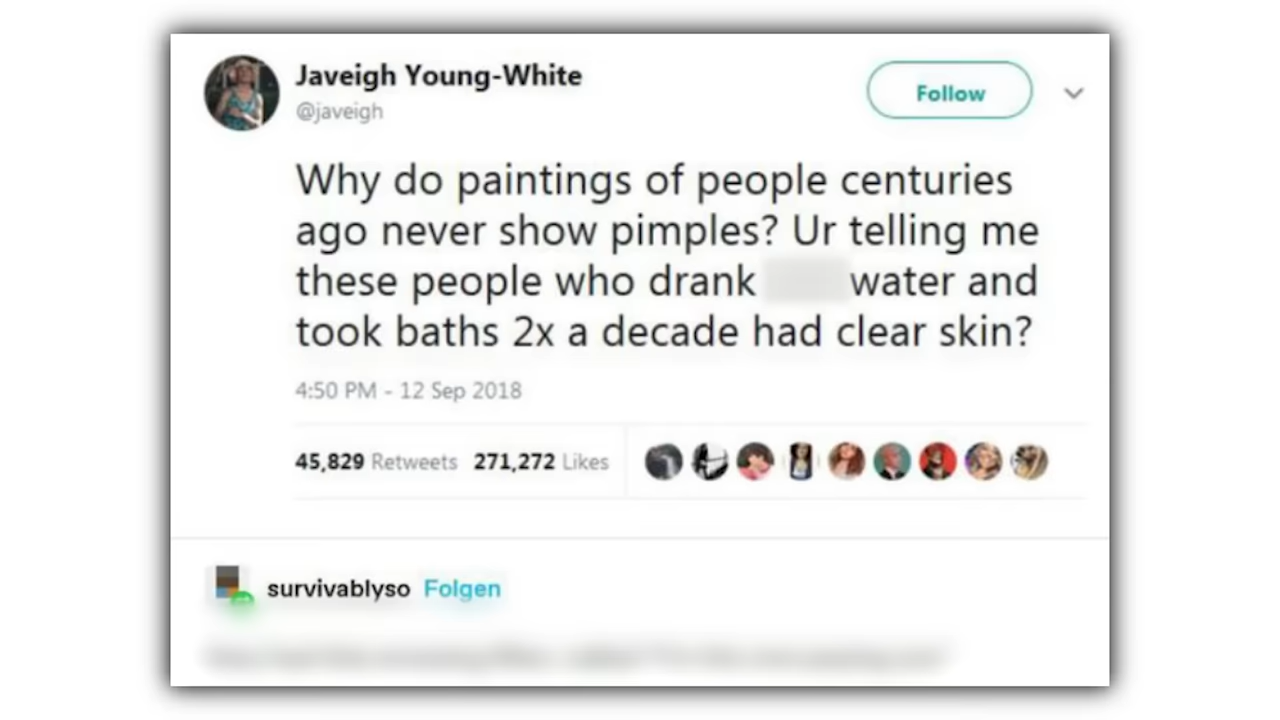 Javeigh Young-White
@javeigh
Follow
Why do paintings of people centuries
ago never show pimples? Ur telling me
these people who drank water and
took baths 2x a decade had clear skin?
4:50 PM - 12 Sep 2018
45,829 Retweets 271,272 Likes
survivablyso Folgen